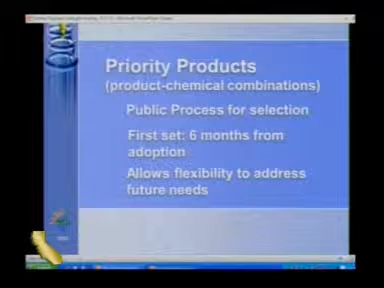 Priority Products
(product-chemical combinations)
Public Process for selection
First set: 6 months from
adoption
Allows flexibility to address
future needs